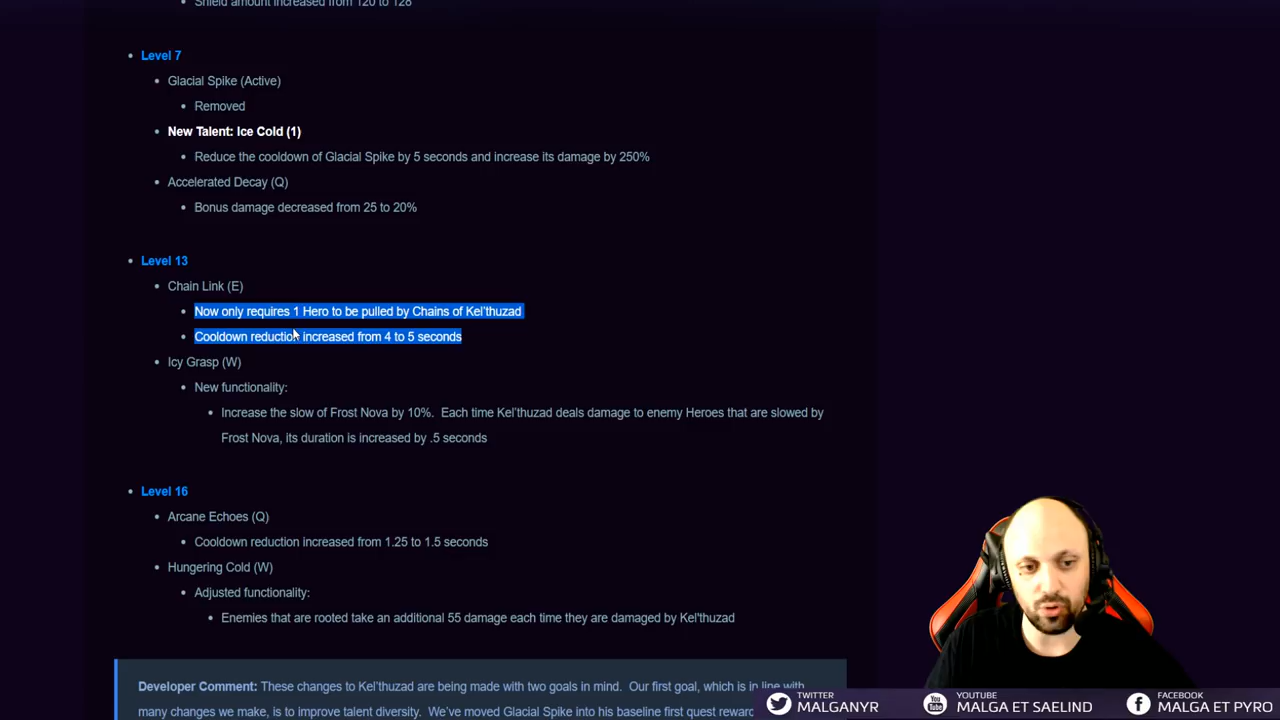 Shield amount increased from 120 to 128
Level 7
Glacial Spike (Active)
Removed
New Talent: Ice Cold (1)
Reduce the cooldown of Glacial Spike by 5 seconds and increase its damage by 250%
Accelerated Decay (Q)
Bonus damage decreased from 25 to 20%
Level 13
Chain Link (E)
Now only requires 1 Hero to be pulled by Chains of Kel'thuzad
Cooldown reduction increased from 4 to 5 seconds
Icy Grasp (W)
New functionality:
Increase the slow of Frost Nova by 10%.  Each time Kel'thuzad deals damage to enemy Heroes that are slowed by
Frost Nova, its duration is increased by .5 seconds
Level 16
Arcane Echoes (Q)
Cooldown reduction increased from 1.25 to 1.5 seconds
Hungering Cold (W)
Adjusted functionality:
Enemies that are rooted take an additional 55 damage each time they are damaged by Kel'thuzad
Developer Comment: These changes to Kel'thuzad are being made with two goals in mind.  Our first goal, which is in line with
many changes we make, is to improve talent diversity.  We've moved Glacial Spike into his baseline first quest reward
TWITTER
MALGANYR
YOUTUBE
MALGA ET SAELIND
FACEBOOK
MALGA ET PYRO